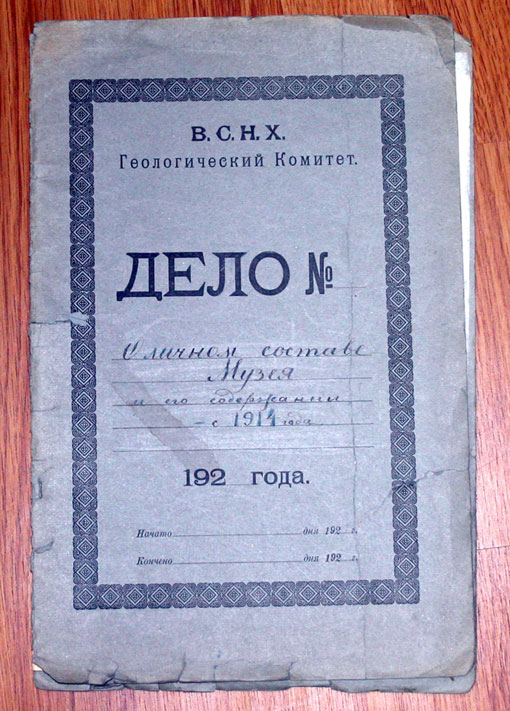 В. С. Н. Х.
Геологический Комитет.
ДЕЛО №
О личном составе
Музея
и его содержании
- с 1914 года
192 года.
Начато дня 192 г.
Кончено дня 192 г.